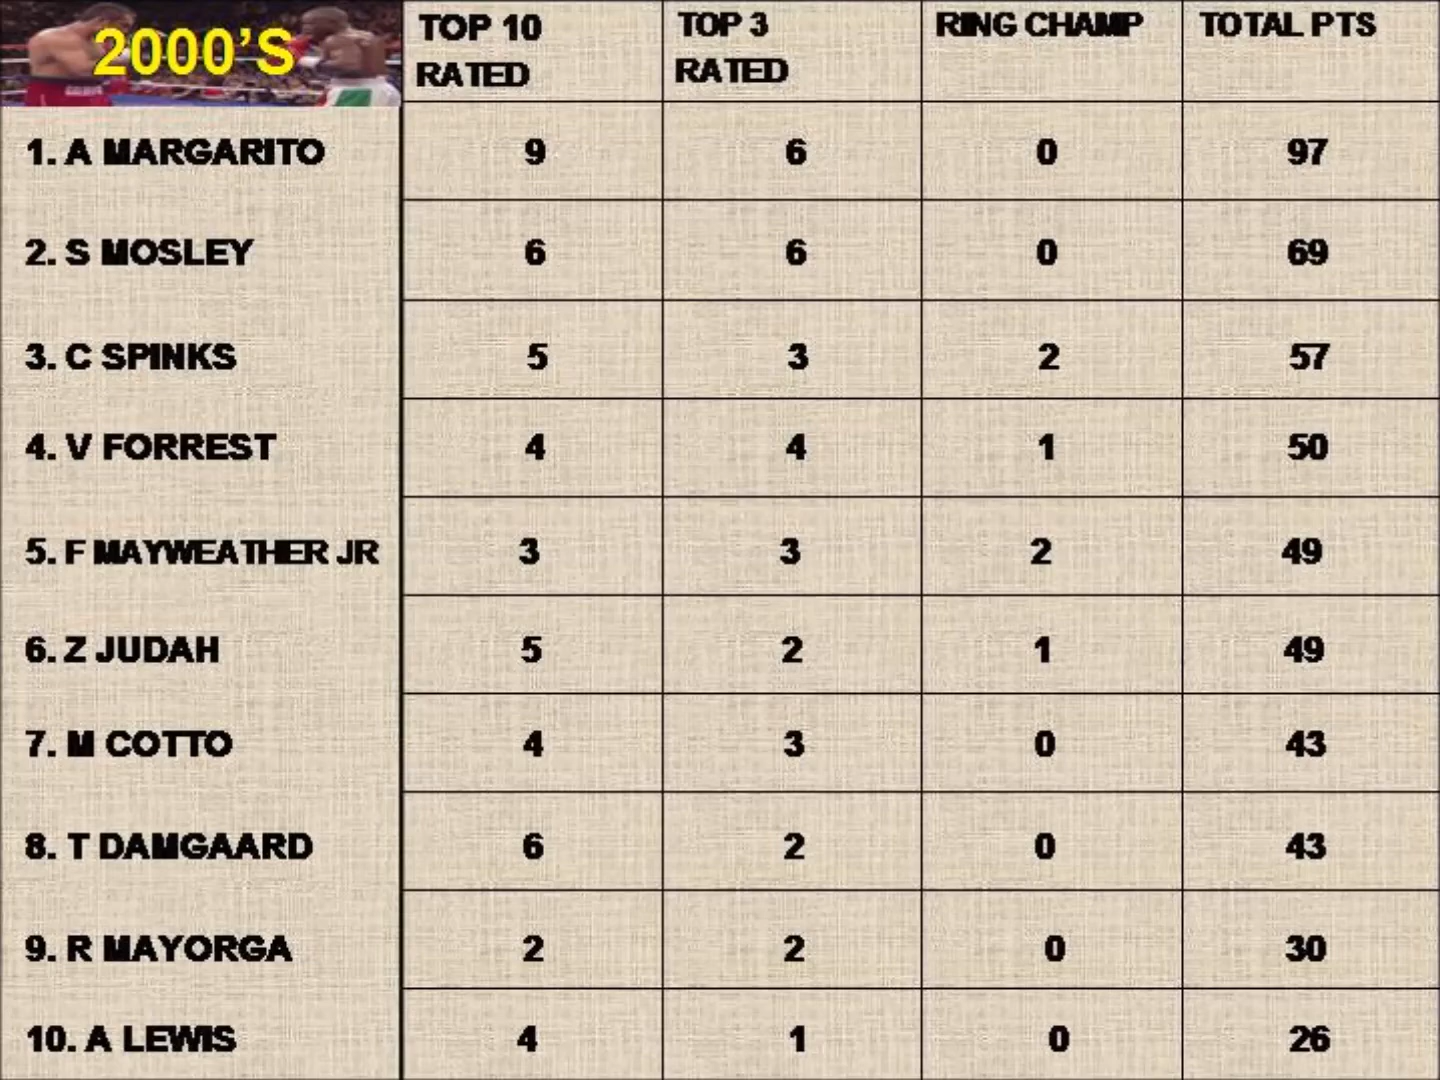 2000'S TOP 10 RATED TOP 3 RATED RING CHAMP TOTAL PTS
1. A MARGARITO 9 6 0 97
2. S MOSLEY 6 6 0 69
3. C SPINKS 5 3 2 57
4. V FORREST 4 4 1 50
5. F MAYWEATHER JR 3 3 2 49
6. Z JUDAH 5 2 1 49
7. M COTTO 4 3 0 43
8. T DAMGAARD 6 2 0 43
9. R MAYORGA 2 2 0 30
10. A LEWIS 4 1 0 26